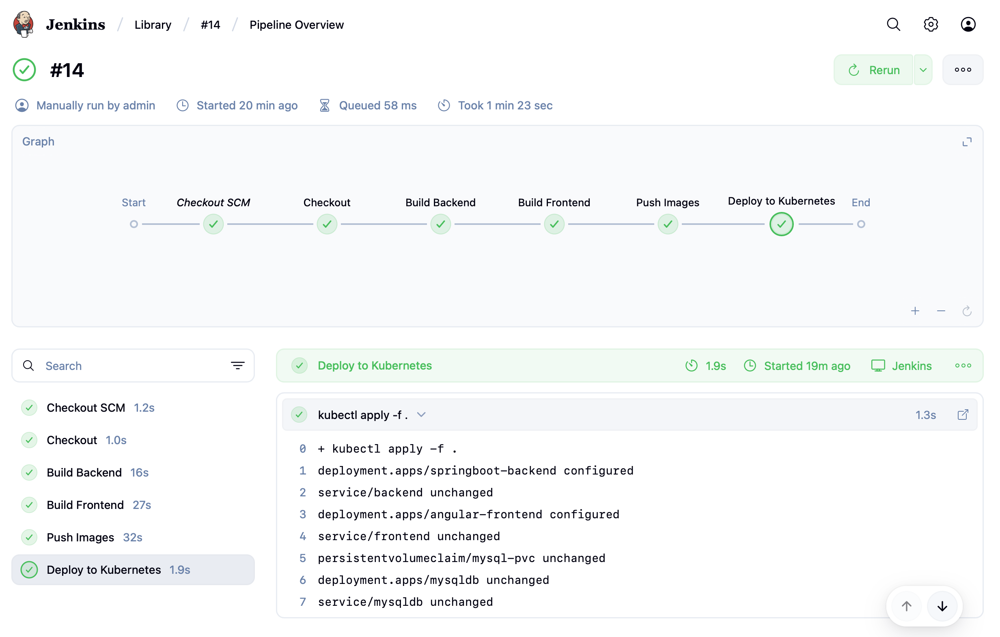 Jenkins / Library / #14 / Pipeline Overview
#14
Rerun
Manually run by admin Started 20 min ago Queued 58 ms Took 1 min 23 sec
Graph
Start Checkout SCM Checkout Build Backend Build Frontend Push Images Deploy to Kubernetes End
Search
Checkout SCM 1.2s
Checkout 1.0s
Build Backend 16s
Build Frontend 27s
Push Images 32s
Deploy to Kubernetes 1.9s
Deploy to Kubernetes 1.9s Started 19m ago Jenkins
kubectl apply -f . 1.3s
0 + kubectl apply -f .
1 deployment.apps/springboot-backend configured
2 service/backend unchanged
3 deployment.apps/angular-frontend configured
4 service/frontend unchanged
5 persistentvolumeclaim/mysql-pvc unchanged
6 deployment.apps/mysqldb unchanged
7 service/mysqldb unchanged